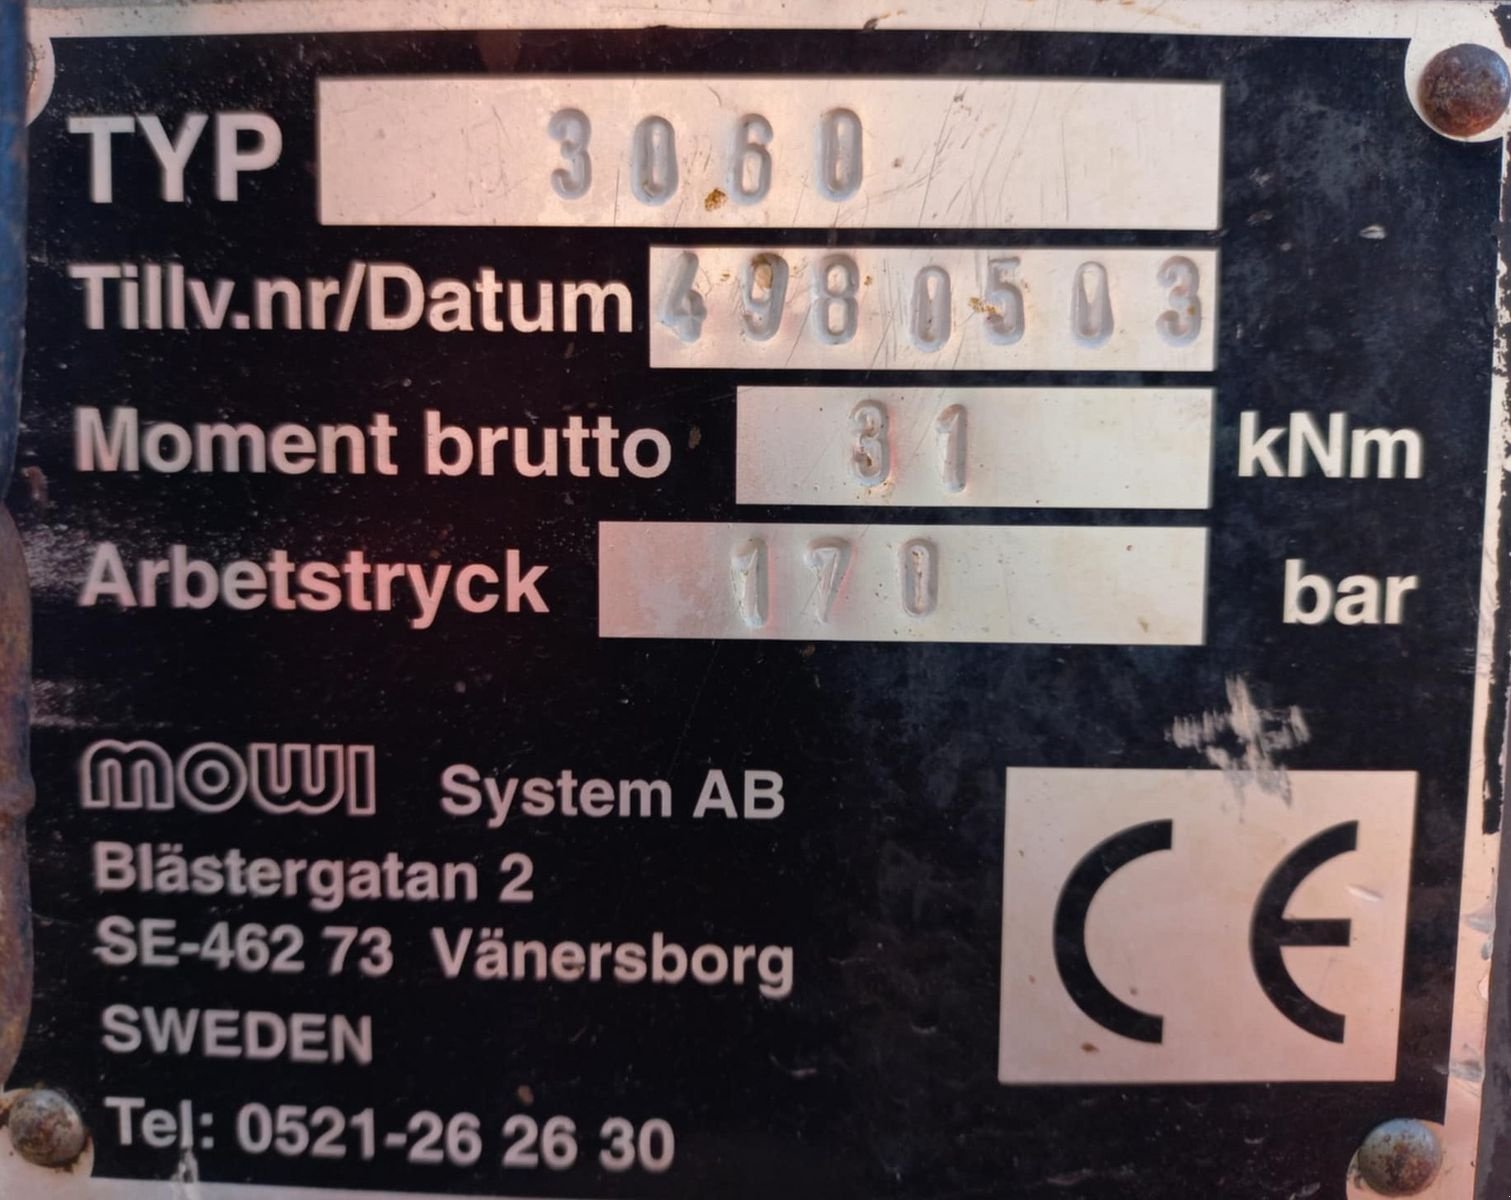 TYP 3060
Tillv.nr/Datum 4980503
Moment brutto 31 kNm
Arbetstryck 170 bar
mowi System AB
Blästergatan 2
SE-462 73 Vänersborg
SWEDEN
CE
Tel: 0521-26 26 30